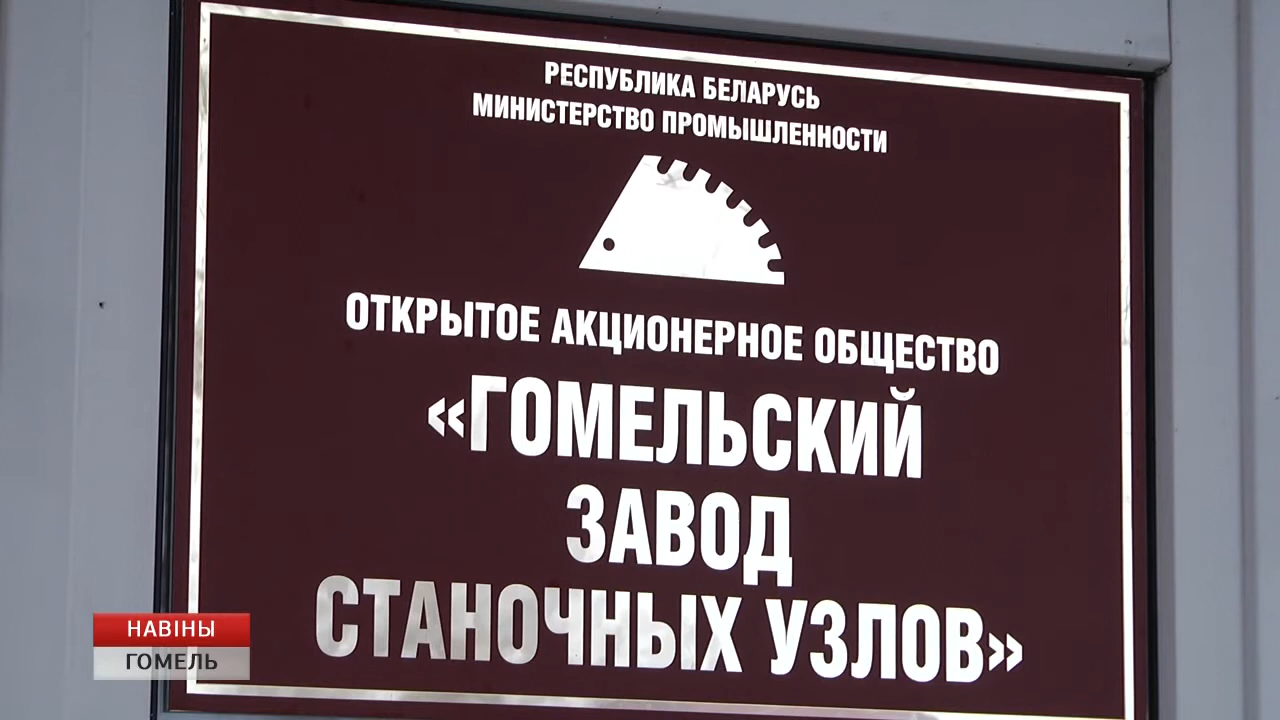 РЕСПУБЛИКА БЕЛАРУСЬ
МИНИСТЕРСТВО ПРОМЫШЛЕННОСТИ
ОТКРЫТОЕ АКЦИОНЕРНОЕ ОБЩЕСТВО
«ГОМЕЛЬСКИЙ
ЗАВОД
СТАНОЧНЫХ УЗЛОВ»
НАВІНЫ
ГОМЕЛЬ